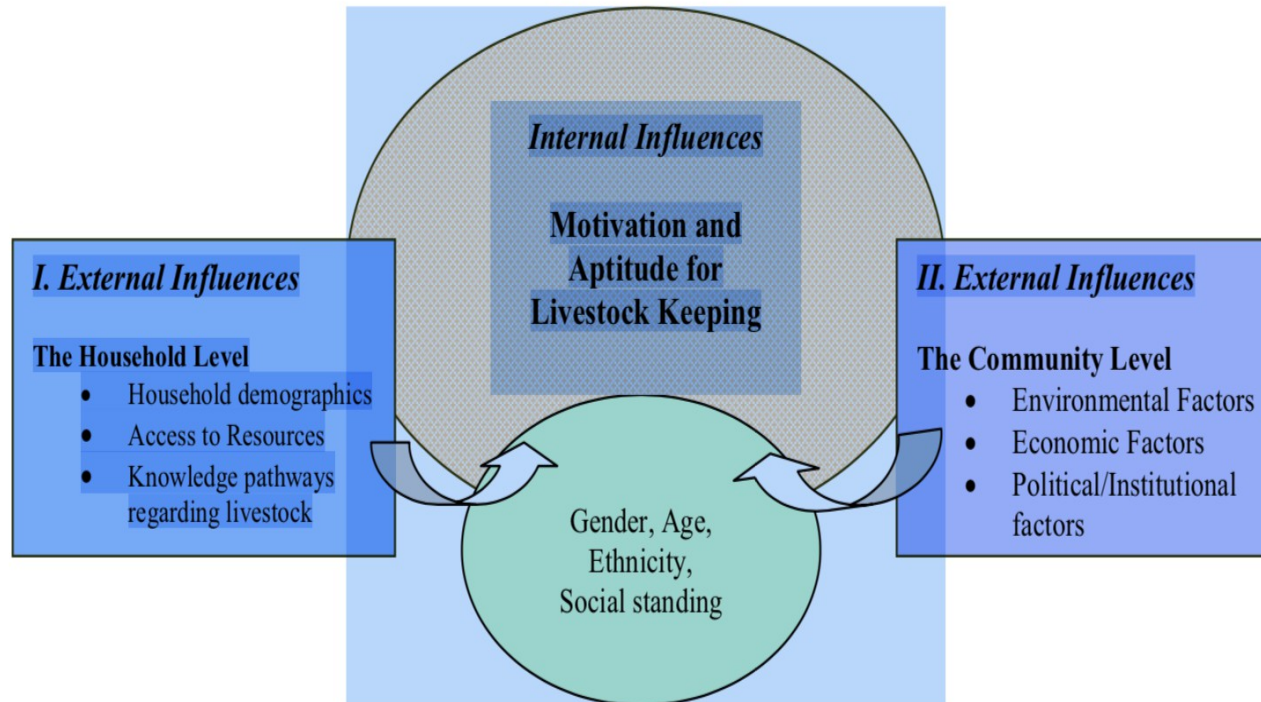 Internal Influences
Motivation and
Aptitude for
Livestock Keeping
I. External Influences
The Household Level
• Household demographics
• Access to Resources
• Knowledge pathways
regarding livestock
II. External Influences
The Community Level
• Environmental Factors
• Economic Factors
• Political/Institutional
factors
Gender, Age,
Ethnicity,
Social standing